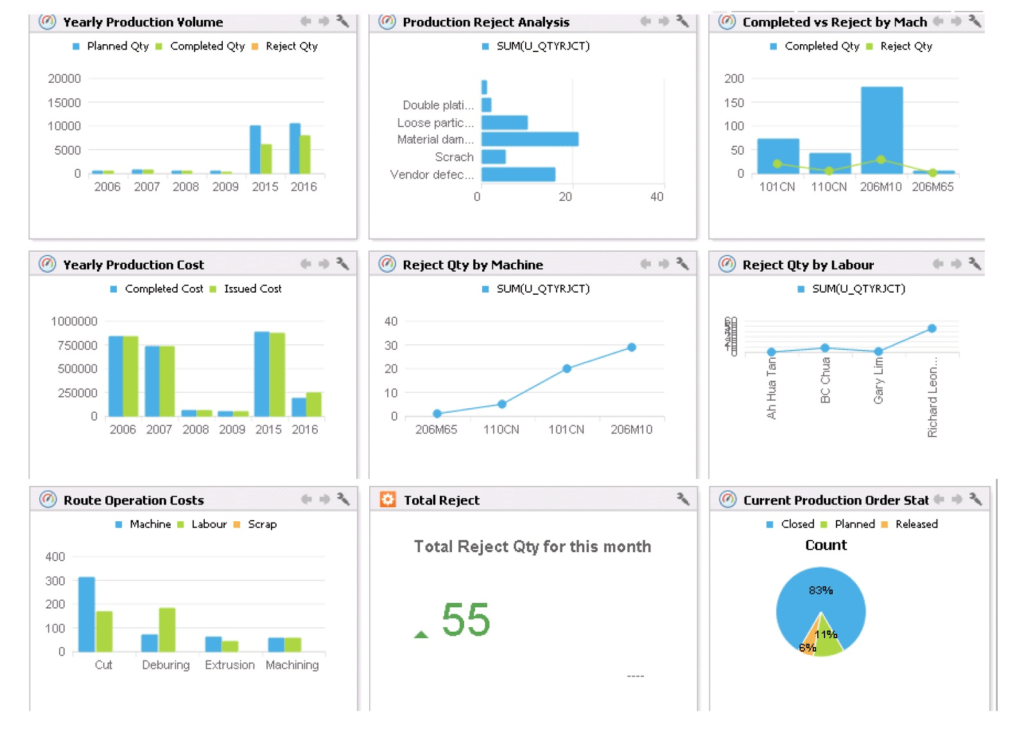 Yearly Production Volume
Planned Qty Completed Qty Reject Qty
20000
15000
10000
5000
0
2006 2007 2008 2009 2015 2016
Production Reject Analysis
SUM(U_QTYRJCT)
Double plati...
Loose partic...
Material dam...
Scrach
Vendor defec...
0 20 40
Completed vs Reject by Mach
Completed Qty Reject Qty
200
150
100
50
0
101CN 110CN 206M10 206M65
Yearly Production Cost
Completed Cost Issued Cost
1000000
750000
500000
250000
0
2006 2007 2008 2009 2015 2016
Reject Qty by Machine
SUM(U_QTYRJCT)
40
30
20
10
0
206M65 110CN 101CN 206M10
Reject Qty by Labour
SUM(U_QTYRJCT)
60
0
Ah Hua Tan
BC Chua
Gary Lim
Richard Leon...
Route Operation Costs
Machine Labour Scrap
400
300
200
100
0
Cut Deburing Extrusion Machining
Total Reject
Total Reject Qty for this month
55
----
Current Production Order Stat
Closed Planned Released
Count
83%
11%
6%